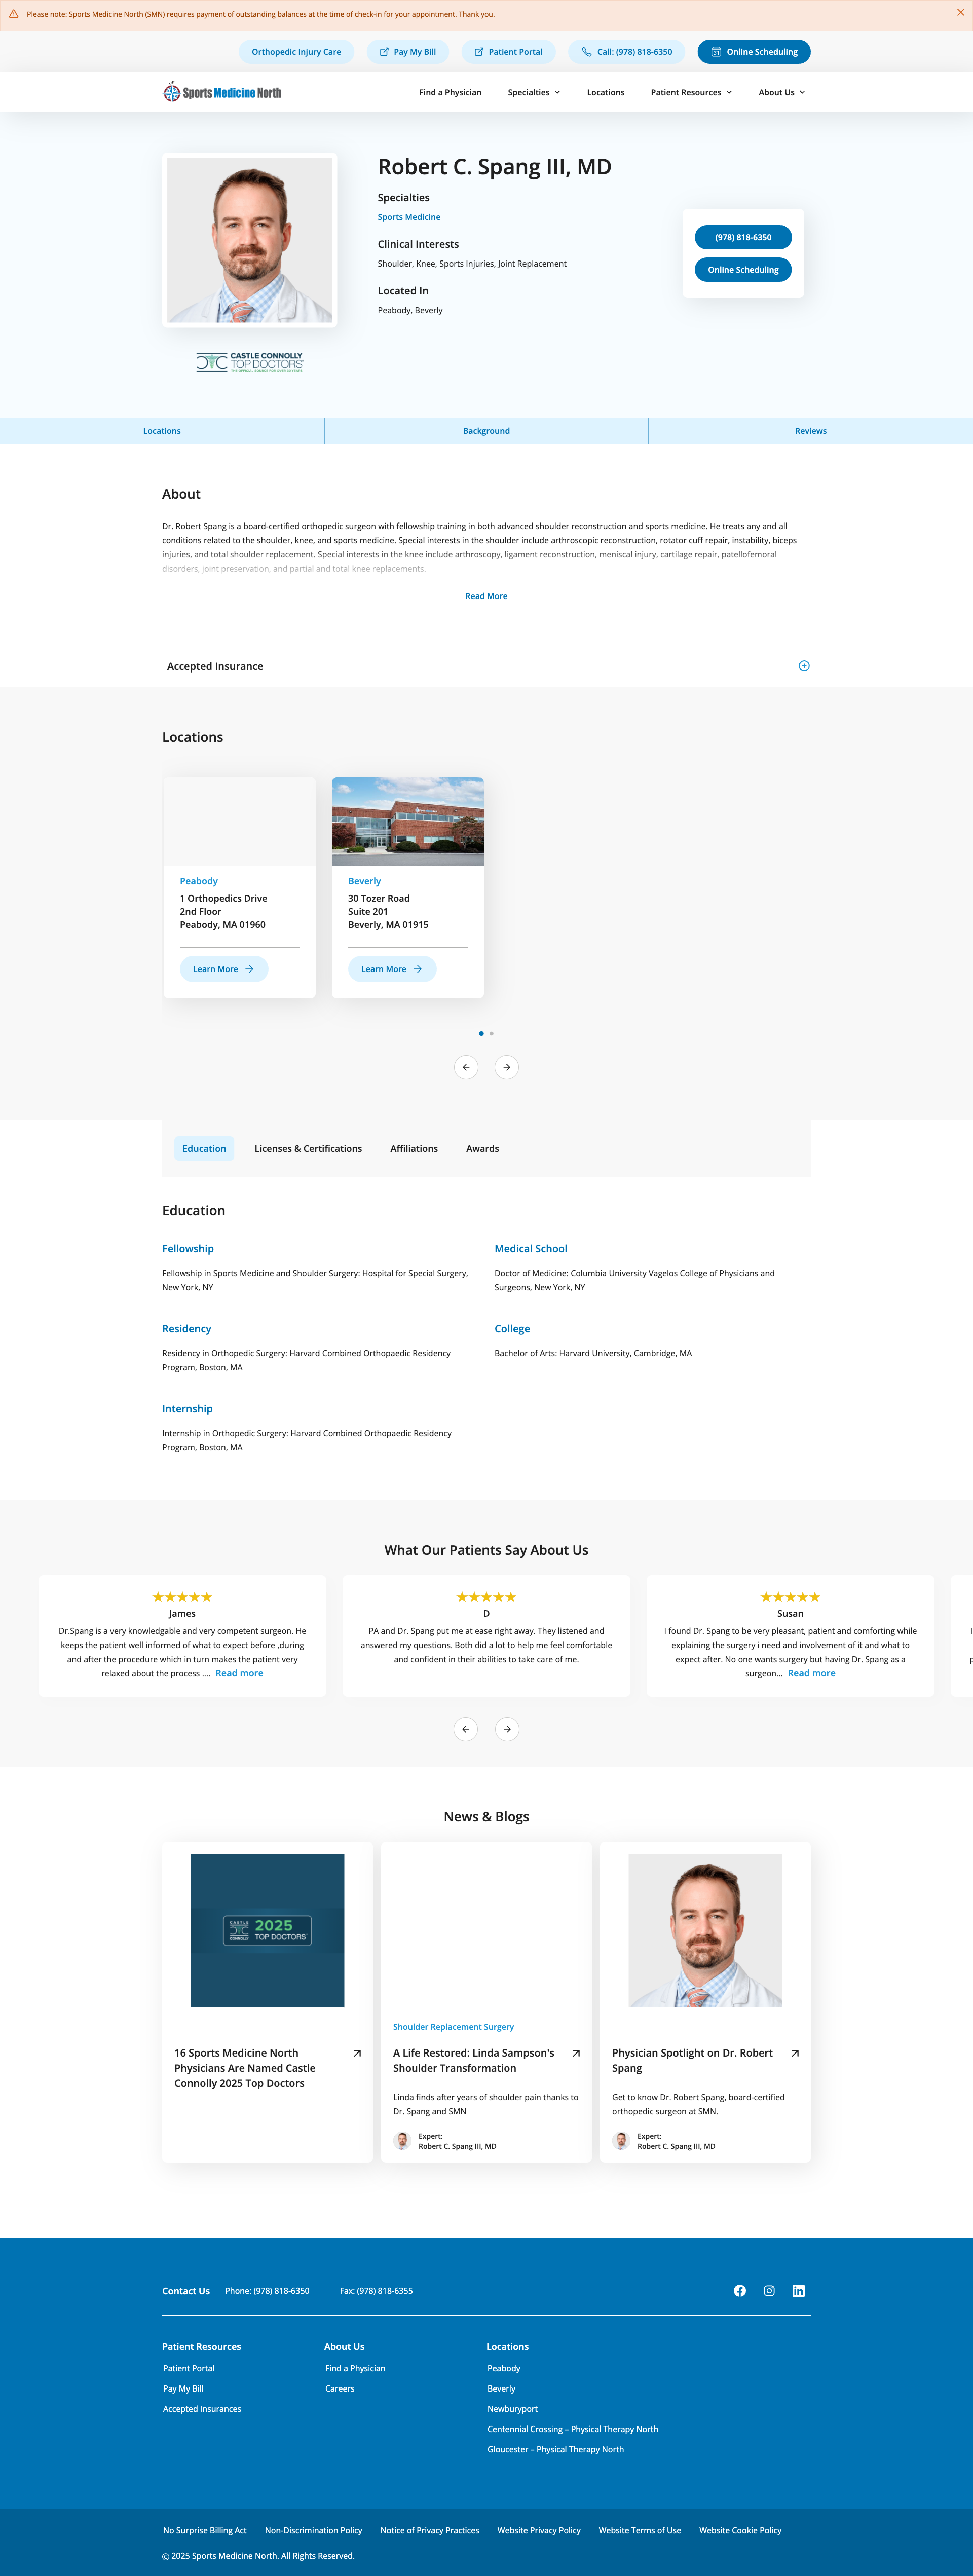 Please note: Sports Medicine North (SMN) requires payment of outstanding balances at the time of check-in for your appointment. Thank you.
Orthopedic Injury Care
Pay My Bill
Patient Portal
Call: (978) 818-6350
Online Scheduling
Sports Medicine North
Find a Physician
Specialties
Locations
Patient Resources
About Us
Robert C. Spang III, MD
Specialties
Sports Medicine
Clinical Interests
Shoulder, Knee, Sports Injuries, Joint Replacement
Located In
Peabody, Beverly
(978) 818-6350
Online Scheduling
CASTLE CONNOLLY
TOP DOCTORS
Locations
Background
Reviews
About
Dr. Robert Spang is a board-certified orthopedic surgeon with fellowship training in both advanced shoulder reconstruction and sports medicine. He treats any and all
conditions related to the shoulder, knee, and sports medicine. Special interests in the shoulder include arthroscopic reconstruction, rotator cuff repair, instability, biceps
injuries, and total shoulder replacement. Special interests in the knee include arthroscopy, ligament reconstruction, meniscal injury, cartilage repair, patellofemoral
disorders, joint preservation, and partial and total knee replacements.
Read More
Accepted Insurance
Locations
Peabody
1 Orthopedics Drive
2nd Floor
Peabody, MA 01960
Learn More
Beverly
30 Tozer Road
Suite 201
Beverly, MA 01915
Learn More
Education
Licenses & Certifications
Affiliations
Awards
Education
Fellowship
Fellowship in Sports Medicine and Shoulder Surgery: Hospital for Special Surgery,
New York, NY
Residency
Residency in Orthopedic Surgery: Harvard Combined Orthopaedic Residency
Program, Boston, MA
Internship
Internship in Orthopedic Surgery: Harvard Combined Orthopaedic Residency
Program, Boston, MA
Medical School
Doctor of Medicine: Columbia University Vagelos College of Physicians and
Surgeons, New York, NY
College
Bachelor of Arts: Harvard University, Cambridge, MA
What Our Patients Say About Us
James
Dr.Spang is a very knowledgable and very competent surgeon. He
keeps the patient well informed of what to expect before ,during
and after the procedure which in turn makes the patient very
relaxed about the process .... Read more
D
PA and Dr. Spang put me at ease right away. They listened and
answered my questions. Both did a lot to help me feel comfortable
and confident in their abilities to take care of me.
Susan
I found Dr. Spang to be very pleasant, patient and comforting while
explaining the surgery i need and involvement of it and what to
expect after. No one wants surgery but having Dr. Spang as a
surgeon... Read more
News & Blogs
CASTLE CONNOLLY
2025
TOP DOCTORS
16 Sports Medicine North
Physicians Are Named Castle
Connolly 2025 Top Doctors
Shoulder Replacement Surgery
A Life Restored: Linda Sampson's
Shoulder Transformation
Linda finds after years of shoulder pain thanks to
Dr. Spang and SMN
Expert:
Robert C. Spang III, MD
Physician Spotlight on Dr. Robert
Spang
Get to know Dr. Robert Spang, board-certified
orthopedic surgeon at SMN.
Expert:
Robert C. Spang III, MD
Contact Us
Phone: (978) 818-6350
Fax: (978) 818-6355
Patient Resources
Patient Portal
Pay My Bill
Accepted Insurances
About Us
Find a Physician
Careers
Locations
Peabody
Beverly
Newburyport
Centennial Crossing – Physical Therapy North
Gloucester – Physical Therapy North
No Surprise Billing Act
Non-Discrimination Policy
Notice of Privacy Practices
Website Privacy Policy
Website Terms of Use
Website Cookie Policy
© 2025 Sports Medicine North. All Rights Reserved.